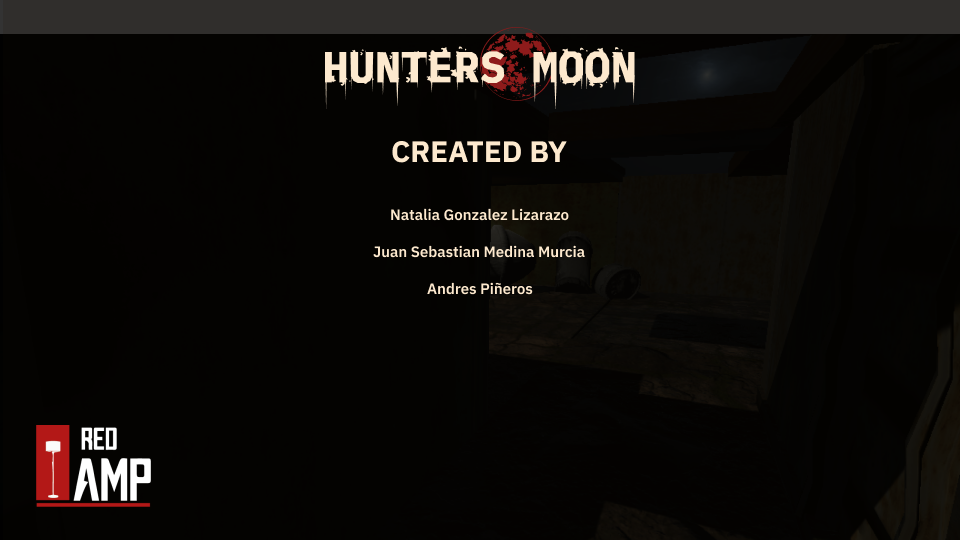 HUNTERS MOON
CREATED BY
Natalia Gonzalez Lizarazo
Juan Sebastian Medina Murcia
Andres Piñeros
RED
AMP